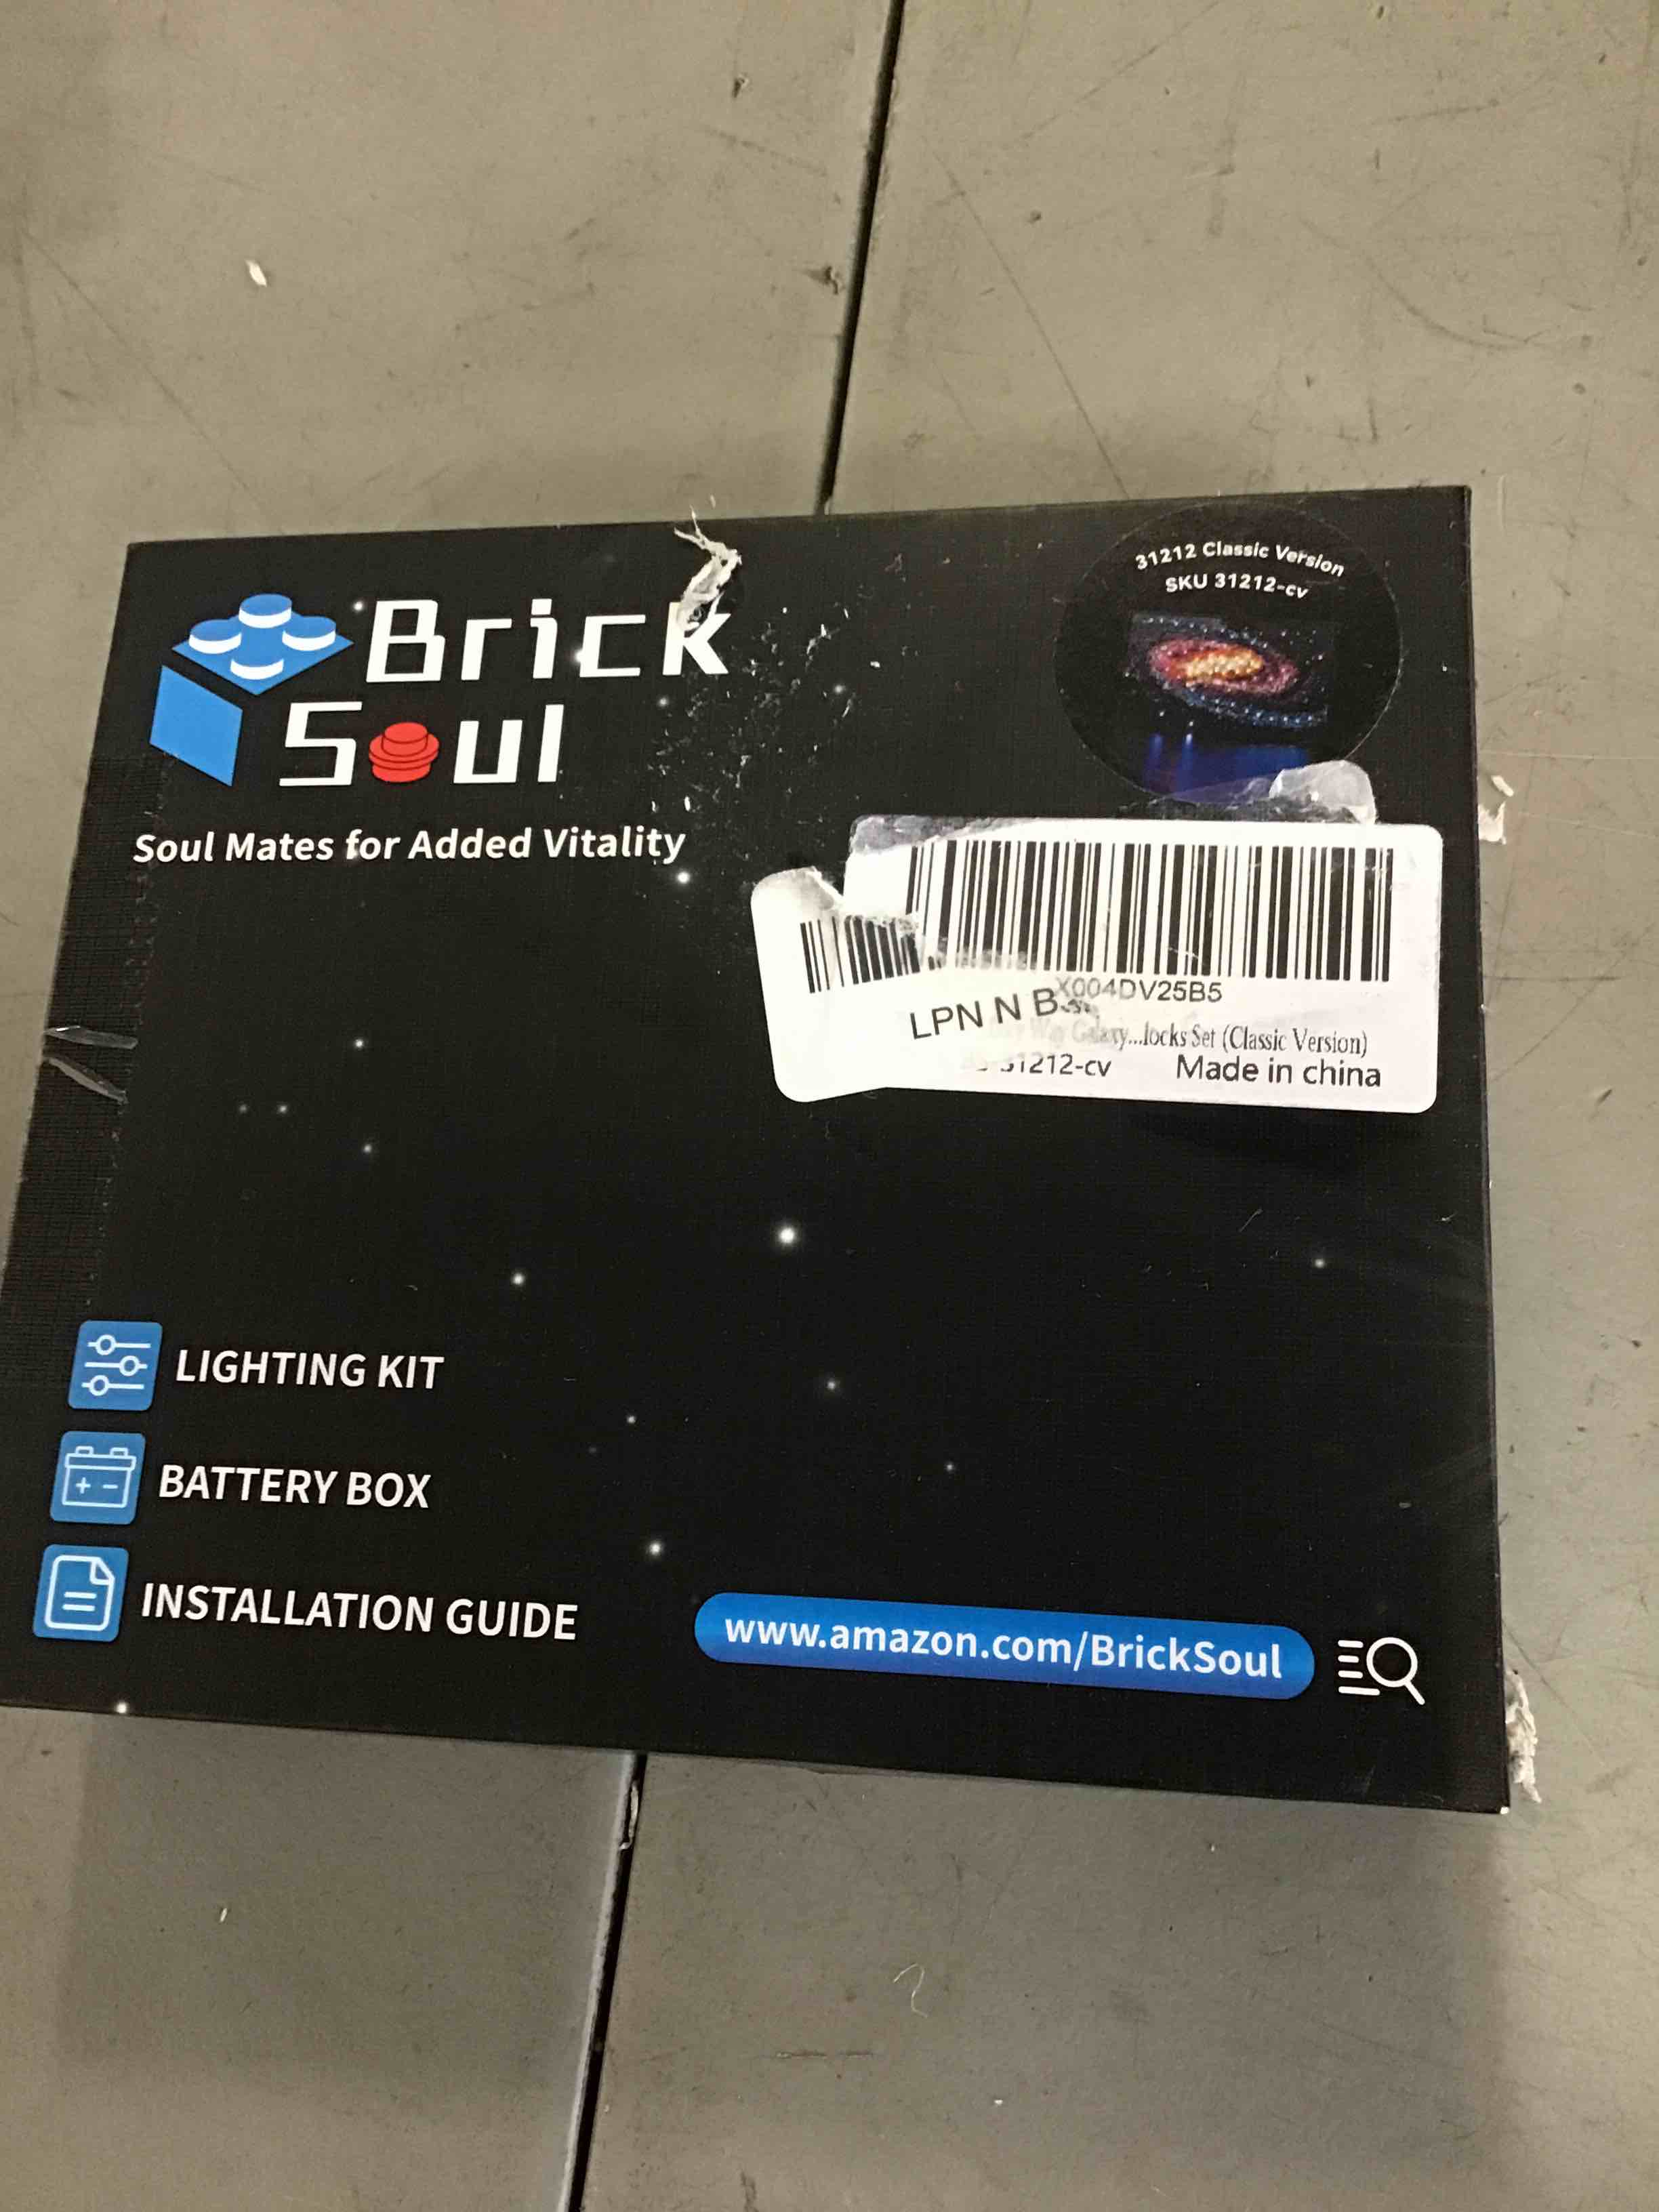 Brick
Soul
Soul Mates for Added Vitality
31212 Classic Version
SKU 31212-cv
X004DV25B5
LPN N B
Galaxy...locks Set (Classic Version)
31212-cv Made in china
LIGHTING KIT
BATTERY BOX
INSTALLATION GUIDE
www.amazon.com/BrickSoul